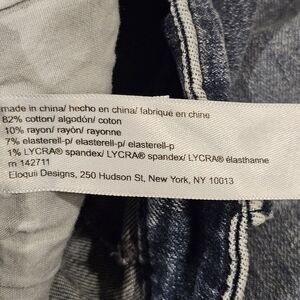 made in china/ hecho en china/ fabriqué en chine
82% cotton/ algodón/ coton
10% rayon/ rayón/ rayonne
7% elasterell-p/ elasterell-p/ elasterell-p
1% LYCRA® spandex/ LYCRA® spandex/ LYCRA® élasthanne
rn 142711
Eloquii Designs, 250 Hudson St, New York, NY 10013